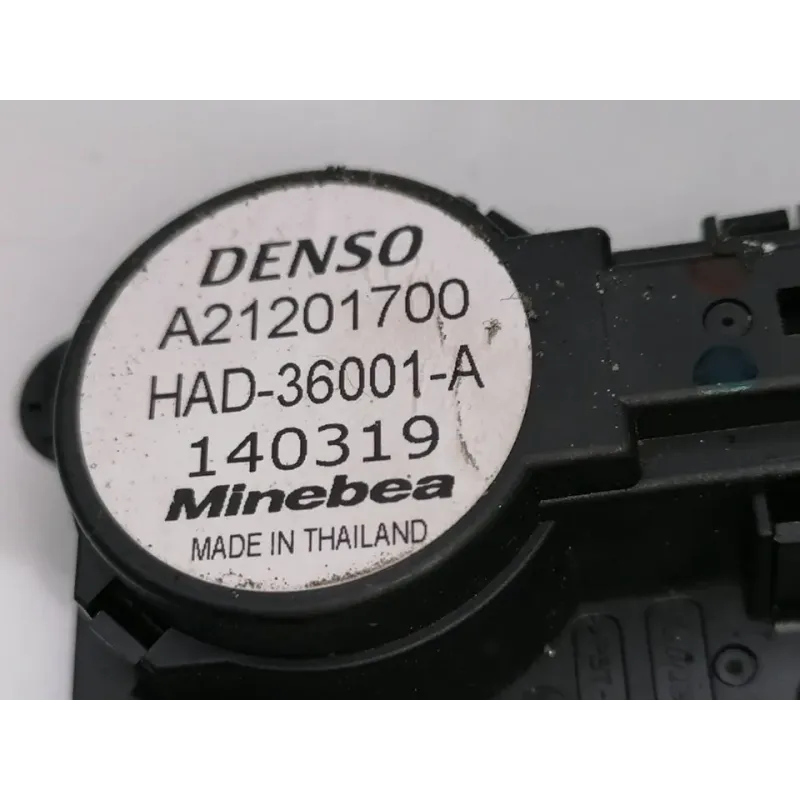 DENSO
A21201700
HAD-36001-A
140319
Minebea
MADE IN THAILAND